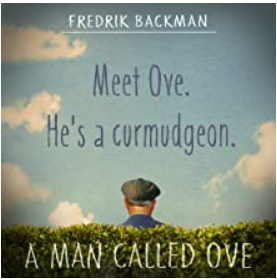 FREDRIK BACKMAN
Meet Ove.
He's a curmudgeon.
A MAN CALLED OVE